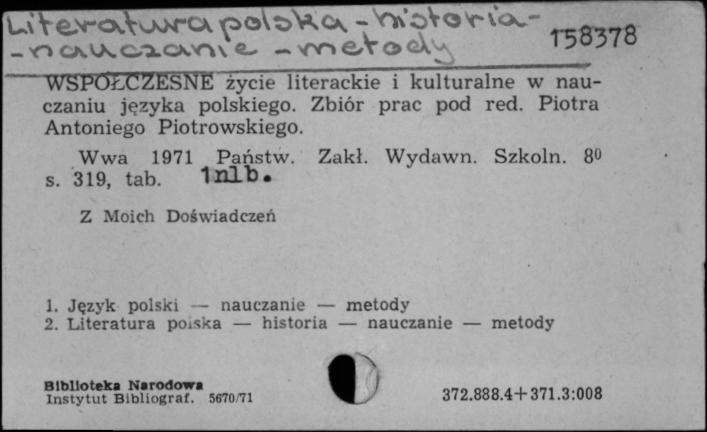 Literatura polska - historia -
- nauczanie - metody
158378
WSPÓŁCZESNE życie literackie i kulturalne w nau-
czaniu języka polskiego. Zbiór prac pod red. Piotra
Antoniego Piotrowskiego.
Wwa 1971 Państw. Zakł. Wydawn. Szkoln. 8⁰
s. 319, tab. 1nlb.
Z Moich Doświadczeń
1. Język polski — nauczanie — metody
2. Literatura polska — historia — nauczanie — metody
Biblioteka Narodowa
Instytut Bibliograf. 5670/71
372.888.4+371.3:008